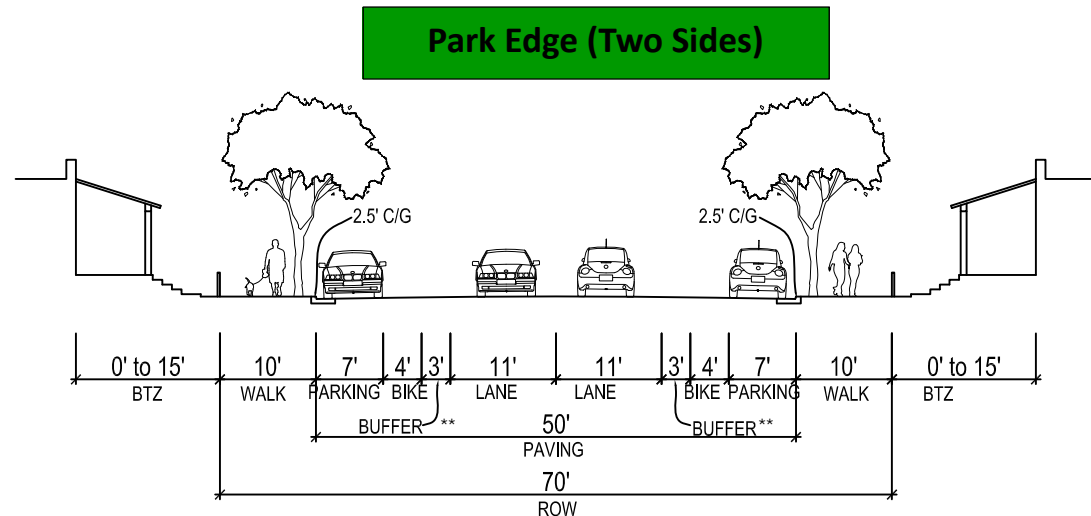 Park Edge (Two Sides)
2.5' C/G
2.5' C/G
0' to 15' 10' 7' 4' 3' 11' 11' 3' 4' 7' 10' 0' to 15'
BTZ WALK PARKING BIKE LANE LANE BIKE PARKING WALK BTZ
BUFFER ** 50' BUFFER **
PAVING
70'
ROW